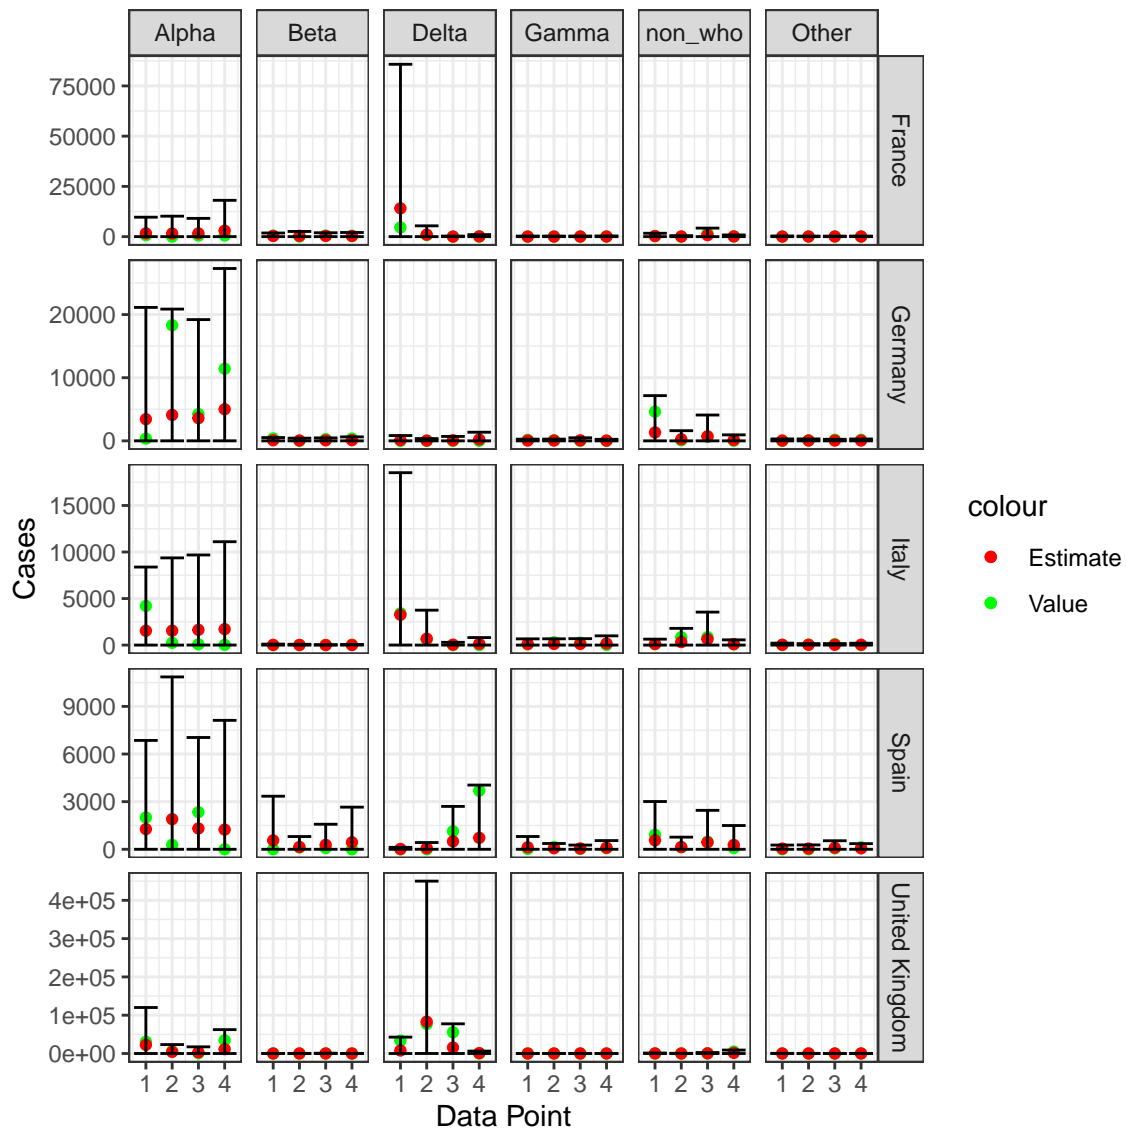 Alpha Beta Delta Gamma non_who Other
75000
50000
25000
0
France
20000
10000
0
Germany
15000
10000
5000
0
Italy
9000
6000
3000
0
Spain
4e+05
3e+05
2e+05
1e+05
0e+00
United Kingdom
1 2 3 4 1 2 3 4 1 2 3 4 1 2 3 4 1 2 3 4 1 2 3 4
Data Point
Cases
colour
Estimate
Value